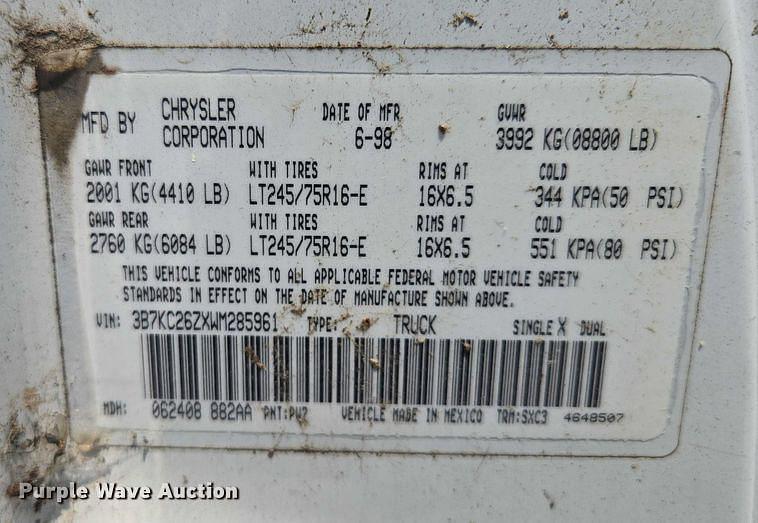 MFD BY CHRYSLER CORPORATION DATE OF MFR 6-98 GVWR 3992 KG(08800 LB)
GAWR FRONT WITH TIRES RIMS AT COLD
2001 KG(4410 LB) LT245/75R16-E 16X6.5 344 KPA(50 PSI)
GAWR REAR WITH TIRES RIMS AT COLD
2760 KG(6084 LB) LT245/75R16-E 16X6.5 551 KPA(80 PSI)
THIS VEHICLE CONFORMS TO ALL APPLICABLE FEDERAL MOTOR VEHICLE SAFETY
STANDARDS IN EFFECT ON THE DATE OF MANUFACTURE SHOWN ABOVE.
VIN: 3B7KC26ZXWM285961 TYPE: TRUCK SINGLE X DUAL
MDH: 062408 882AA PNT:PW7 VEHICLE MADE IN MEXICO TRM:SXC3 4648507
Purple Wave Auction